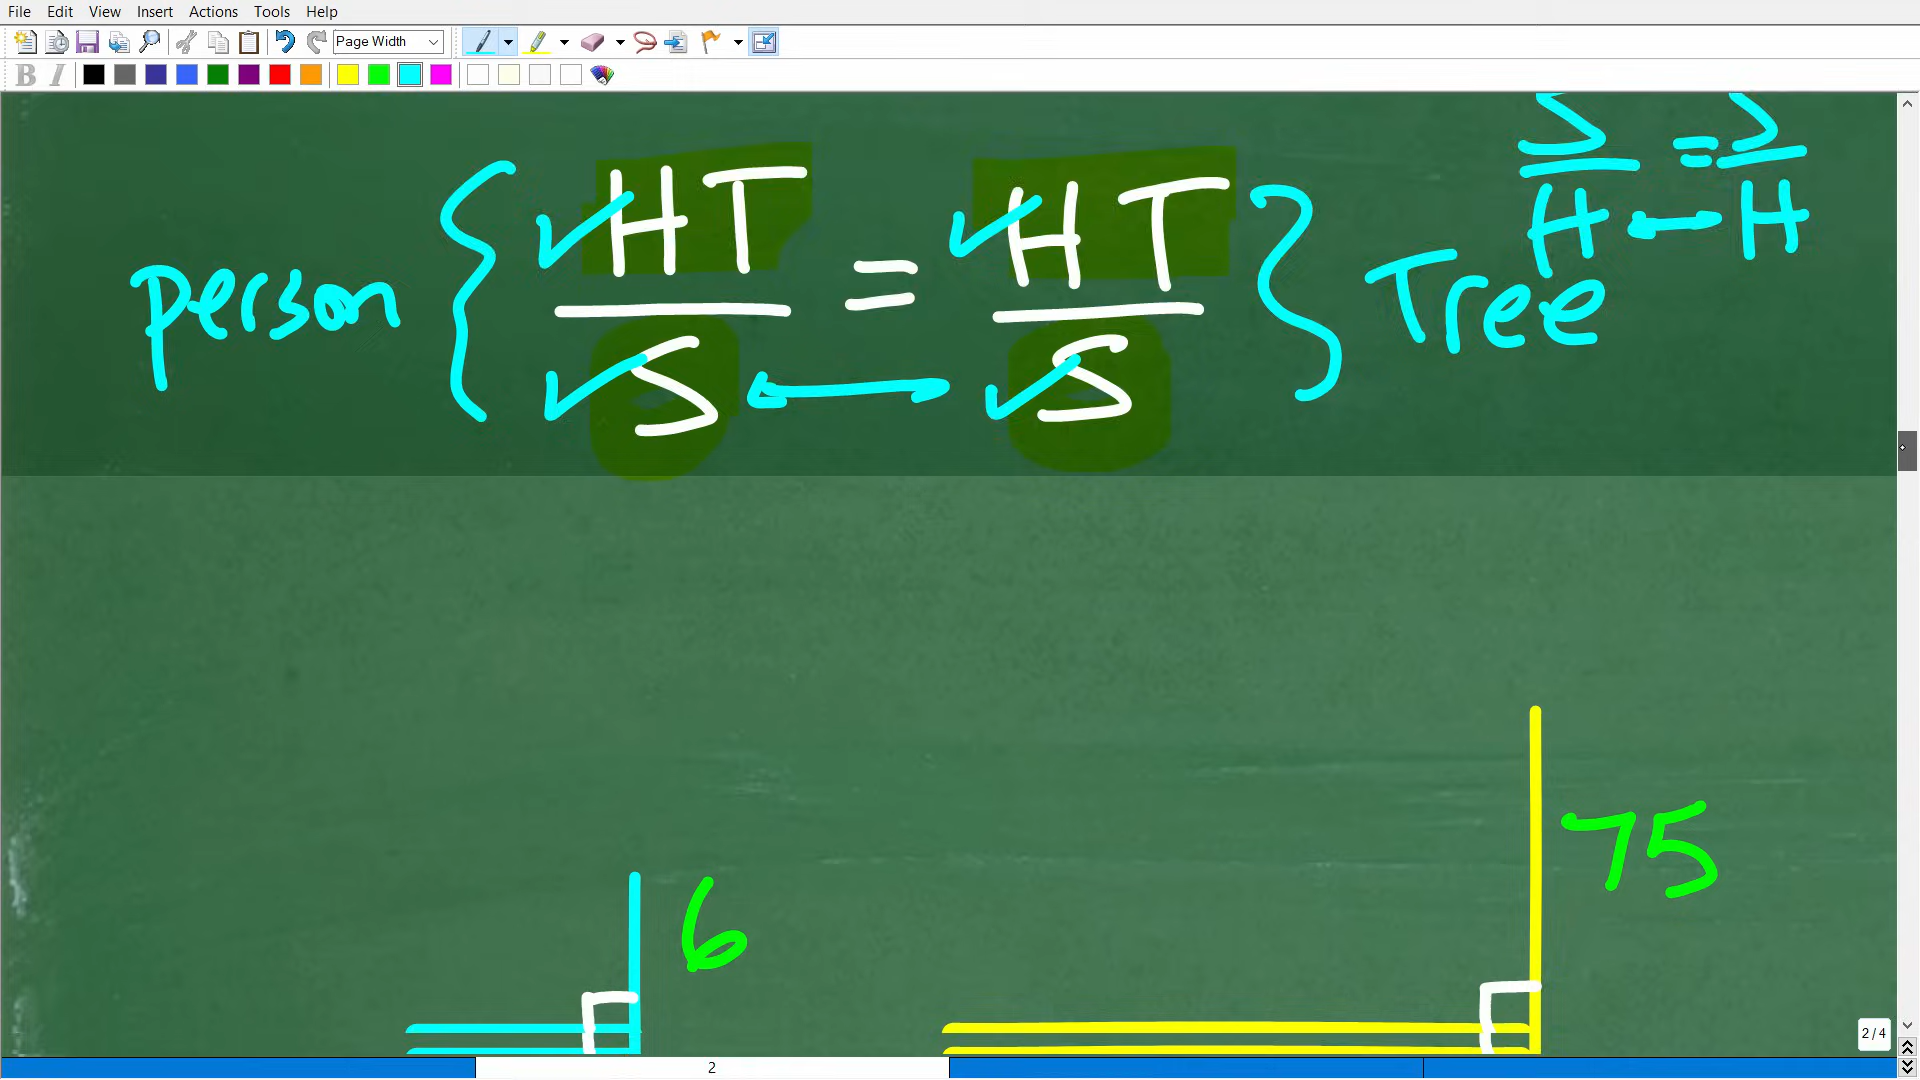 File Edit View Insert Actions Tools Help
Page Width
B I
S = S
H H
person { HT = HT } Tree
S S
75
6
2 / 4
2